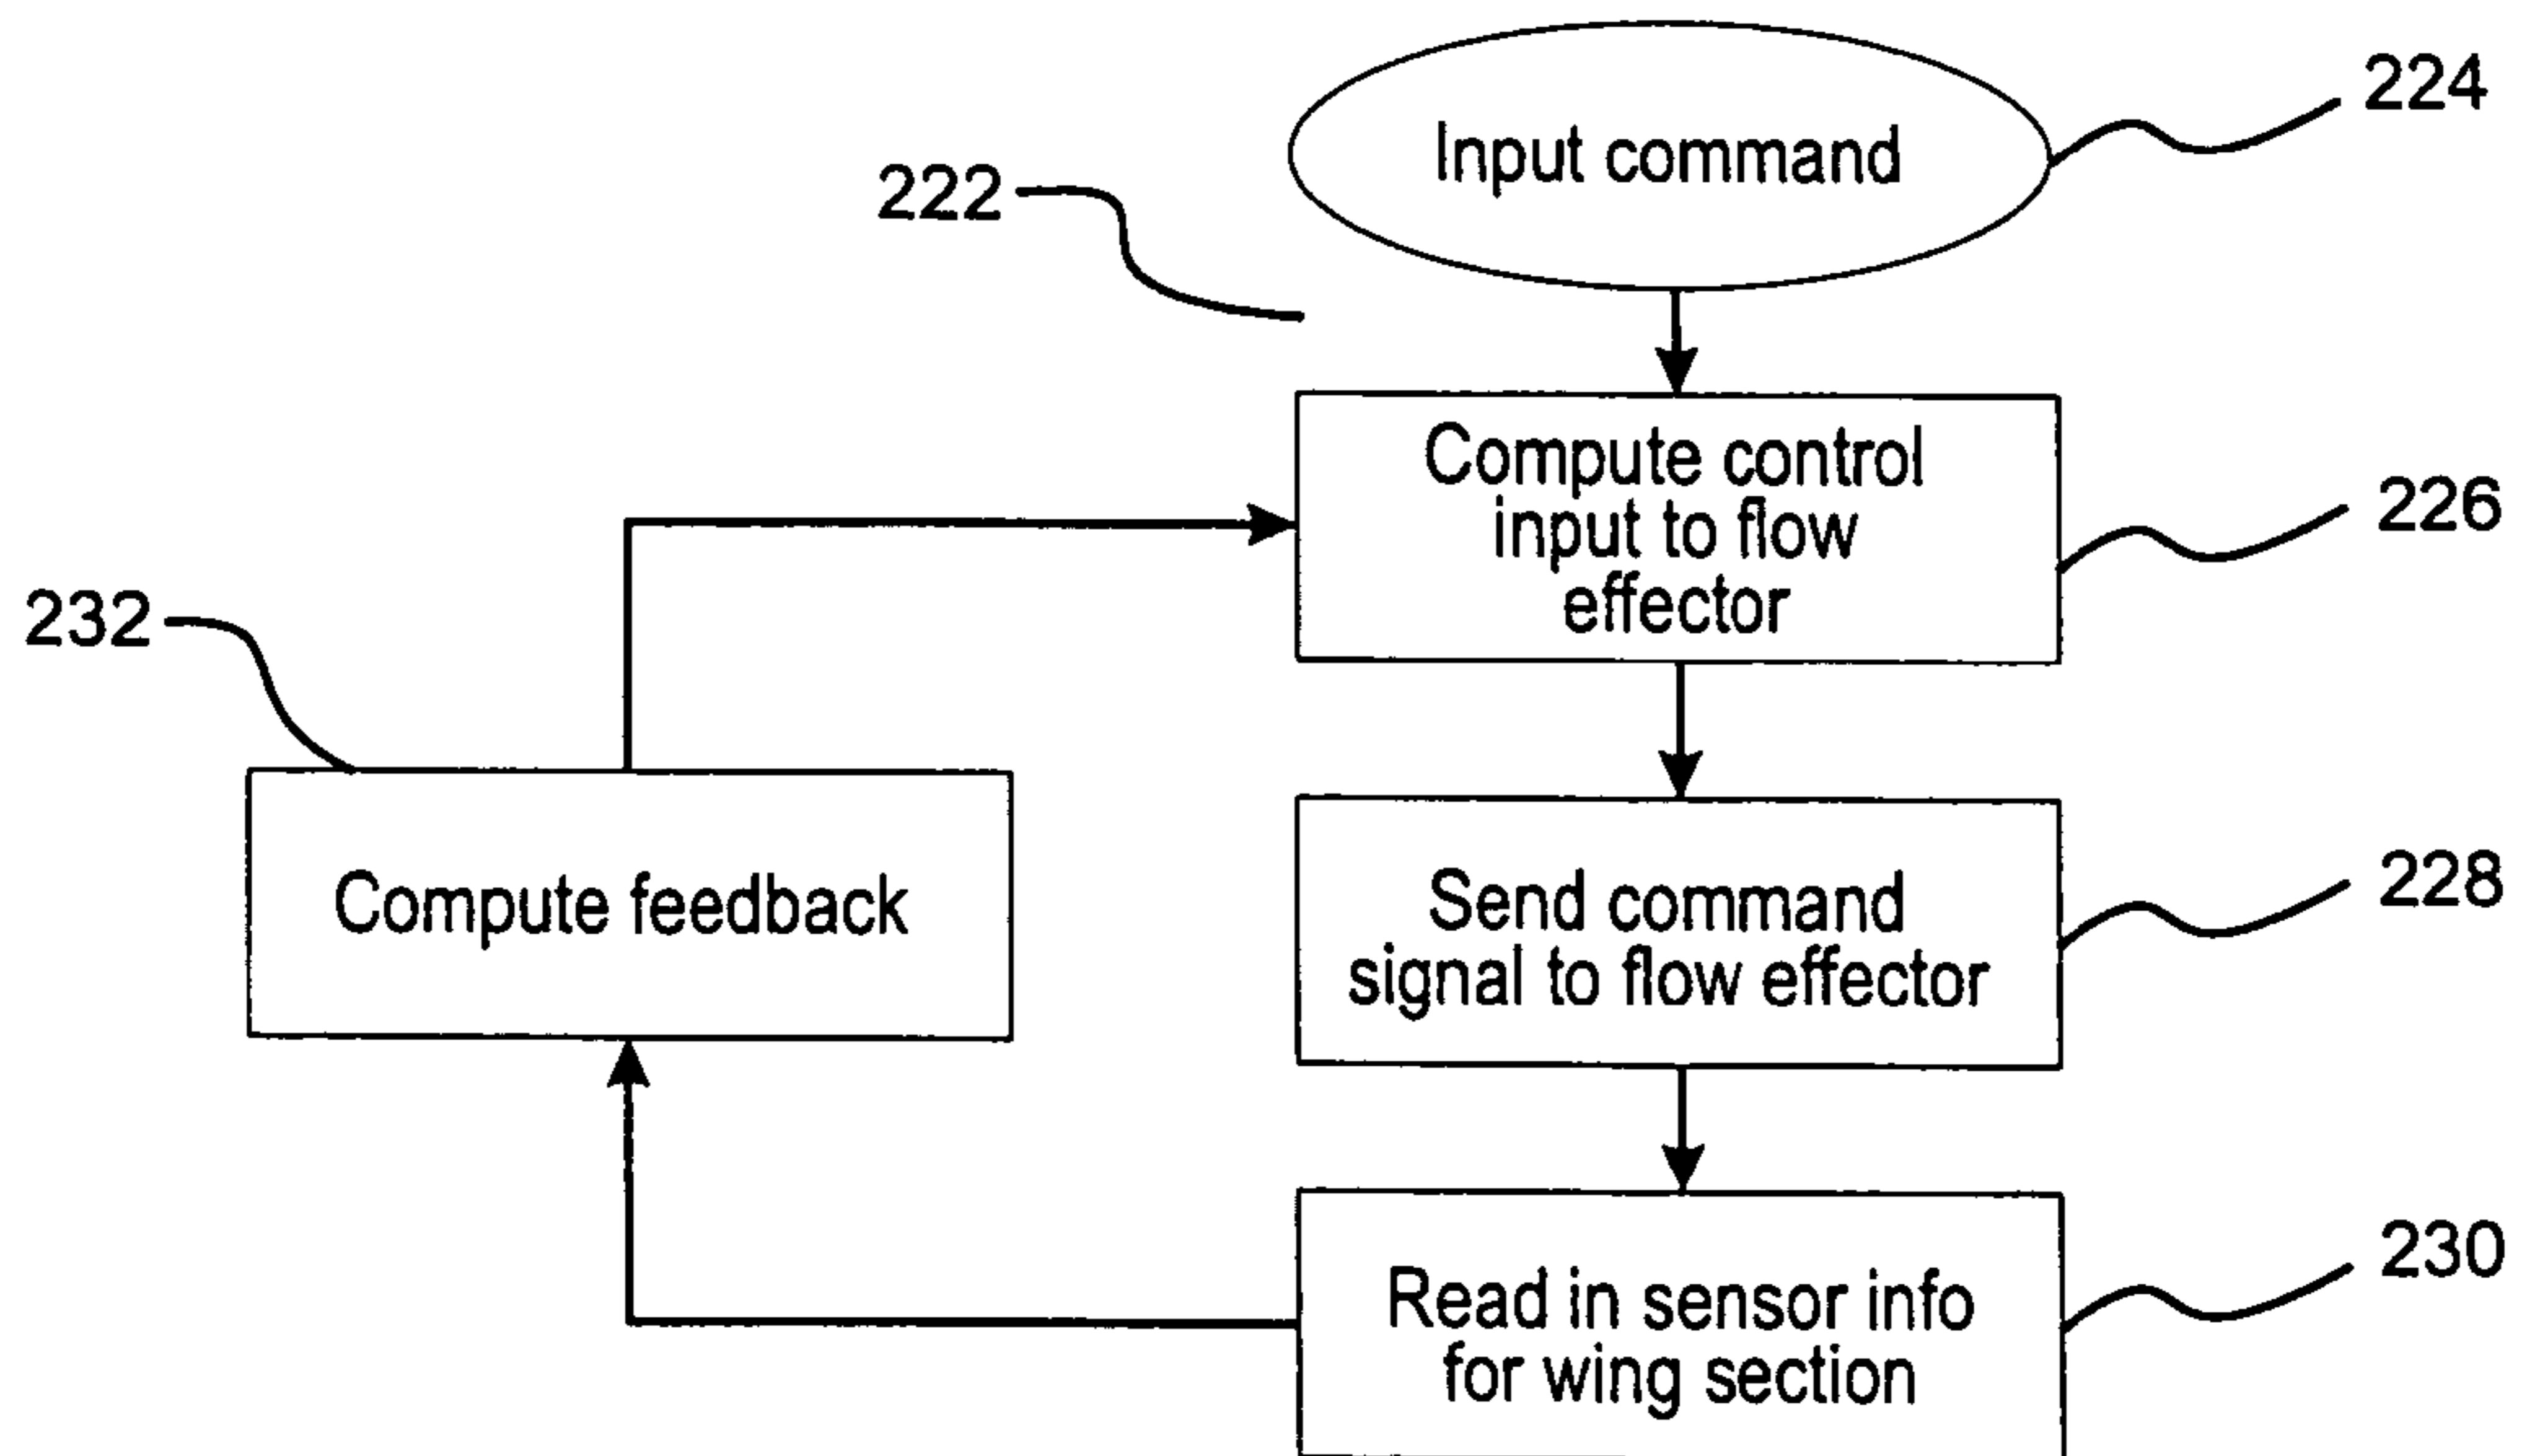 224
Input command
222
Compute control
input to flow
effector
226
232
Compute feedback
Send command
signal to flow effector
228
Read in sensor info
for wing section
230